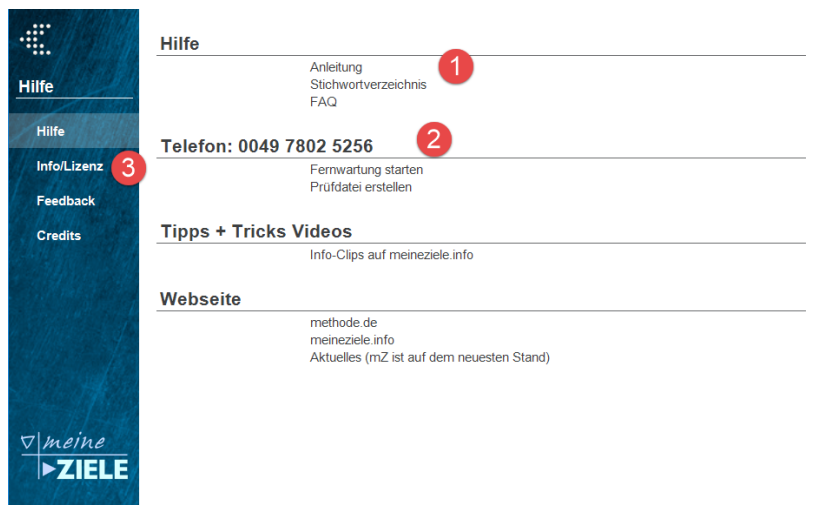 Hilfe
Hilfe
Info/Lizenz 3
Feedback
Credits
meine
ZIELE
Hilfe
Anleitung 1
Stichwortverzeichnis
FAQ
Telefon: 0049 7802 5256 2
Fernwartung starten
Prüfdatei erstellen
Tipps + Tricks Videos
Info-Clips auf meineziele.info
Webseite
methode.de
meineziele.info
Aktuelles (mZ ist auf dem neuesten Stand)